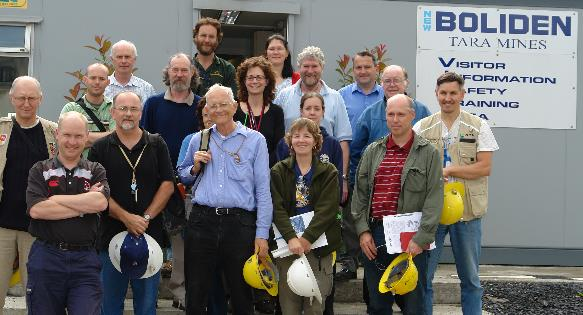 NEW BOLIDEN
TARA MINES
VISITOR
INFORMATION
SAFETY
TRAINING